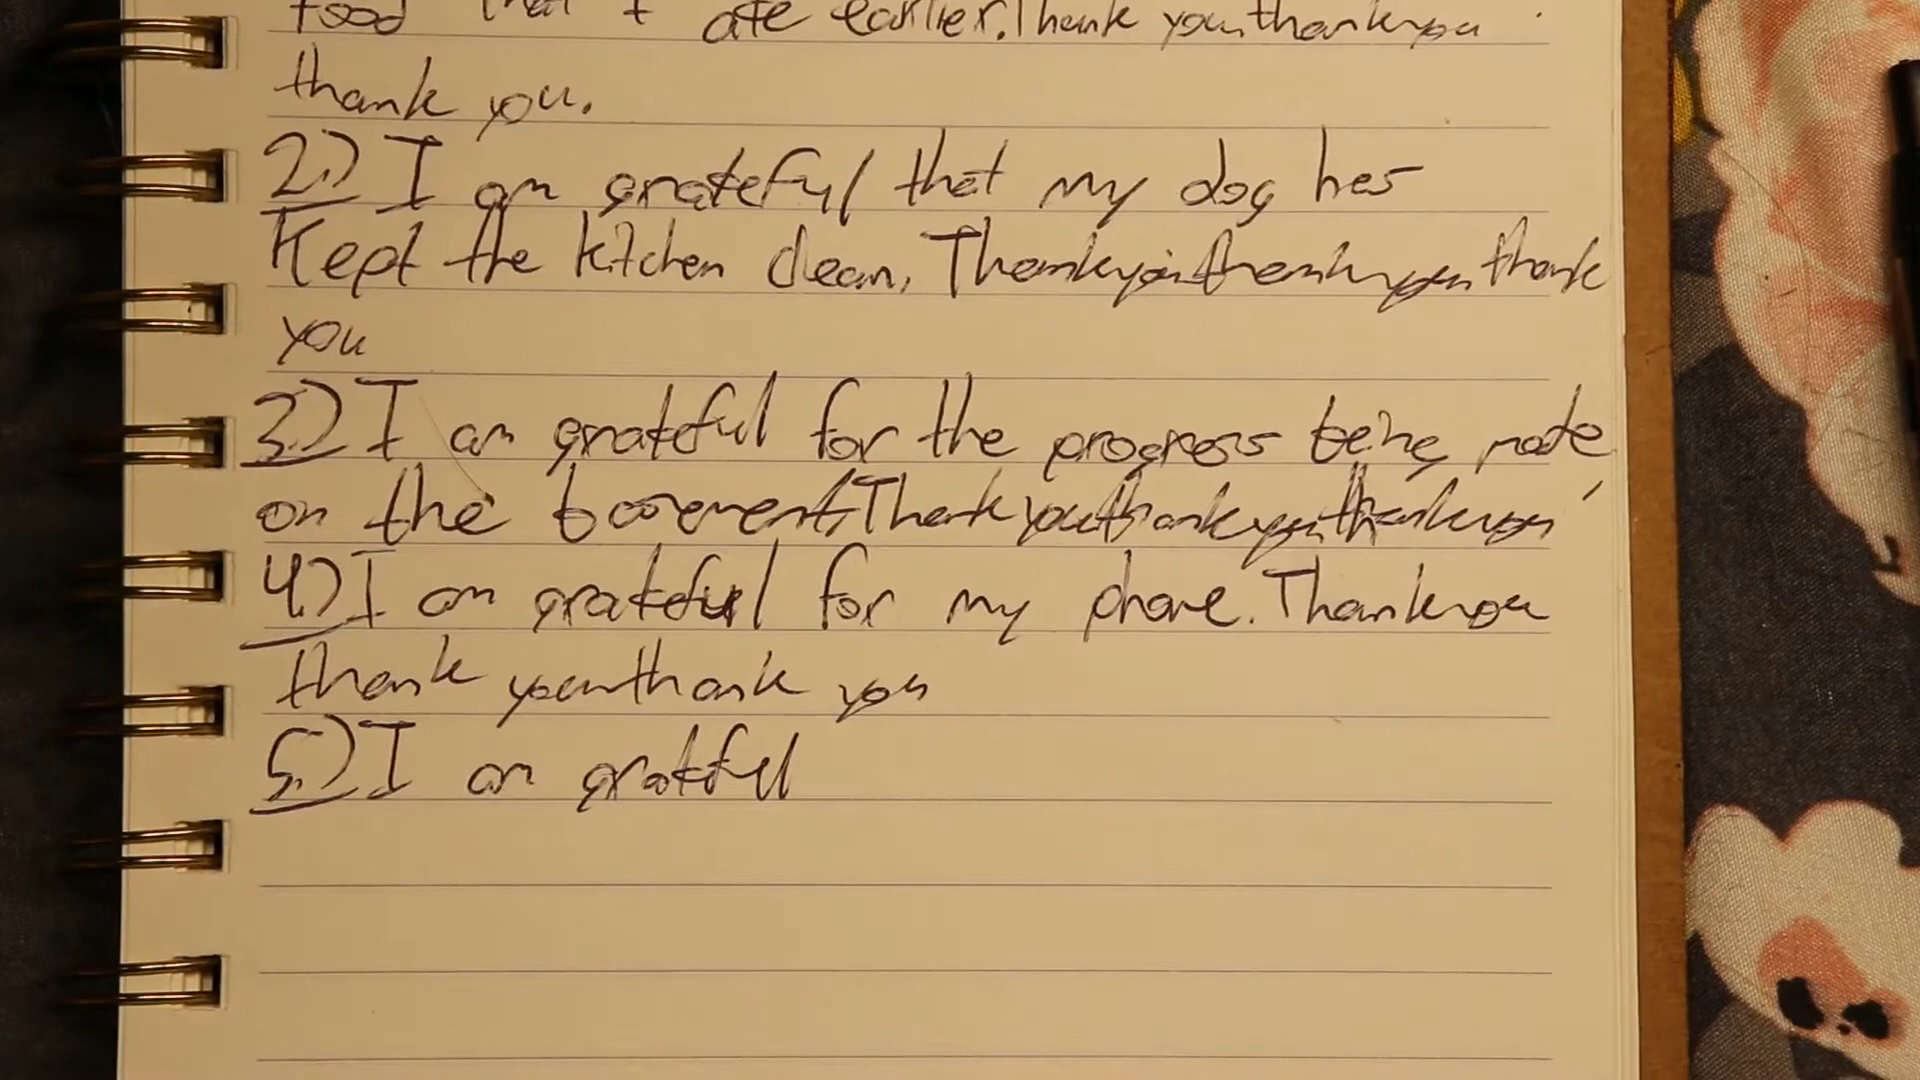 food that I ate earlier. Thank you thank you
thank you.
2.) I am grateful that my dog has
Kept the kitchen clean, Thank you thank you thank
you
3.) I am grateful for the progress being made
on the basement. Thank you thank you thank you
4.) I am grateful for my phone. Thank you
thank you thank you
5.) I am grateful